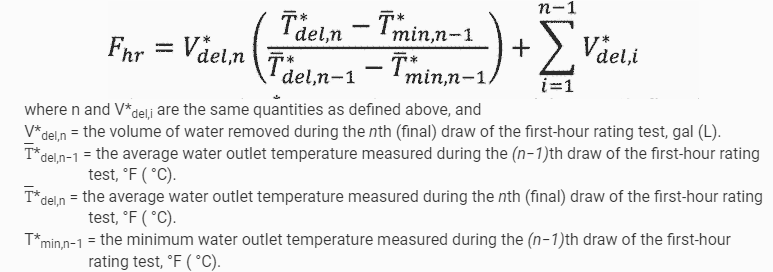 F_hr = V*_del,n ( (T̄*_del,n − T̄*_min,n−1) / (T̄*_del,n−1 − T̄*_min,n−1) ) + ∑_{i=1}^{n−1} V*_del,i
where n and V*_del,i are the same quantities as defined above, and
V*_del,n = the volume of water removed during the nth (final) draw of the first-hour rating test, gal (L).
T̄*_del,n−1 = the average water outlet temperature measured during the (n−1)th draw of the first-hour rating
test, °F ( °C).
T̄*_del,n = the average water outlet temperature measured during the nth (final) draw of the first-hour rating
test, °F ( °C).
T*_min,n−1 = the minimum water outlet temperature measured during the (n−1)th draw of the first-hour
rating test, °F ( °C).